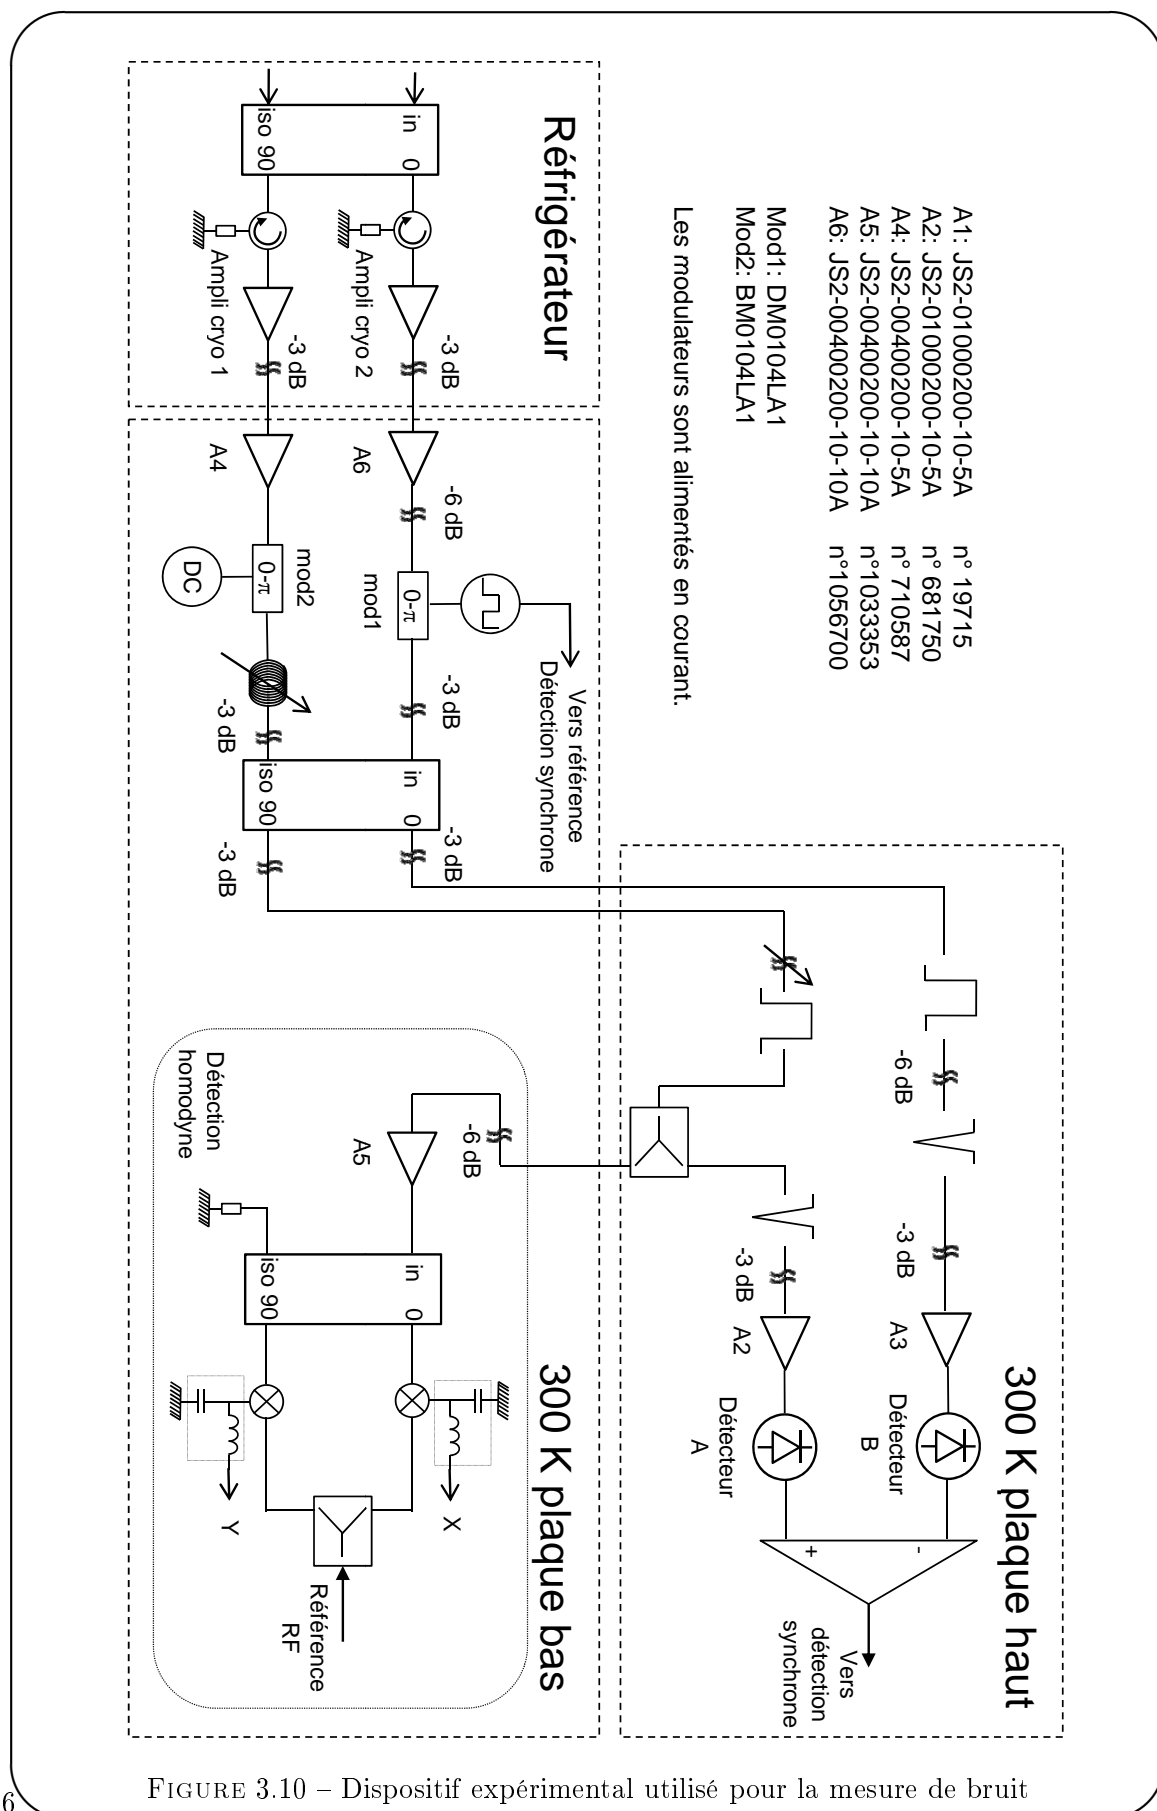 A1: JS2-01000200-10-5A n° 19715
A2: JS2-01000200-10-5A n° 681750
A4: JS2-00400200-10-5A n° 710587
A5: JS2-00400200-10-10A n°1033353
A6: JS2-00400200-10-10A n°1056700
Mod1: DM0104LA1
Mod2: BM0104LA1
Les modulateurs sont alimentés en courant.
Réfrigérateur
in 0
iso 90
Ampli cryo 2
Ampli cryo 1
-3 dB
-3 dB
300 K plaque bas
A6
A4
-6 dB
0-π
mod1
mod2
0-π
DC
Vers référence
Détection synchrone
-3 dB
-3 dB
in 0
iso 90
-3 dB
-3 dB
300 K plaque haut
-6 dB
-3 dB
A3
Détecteur
B
-3 dB
A2
Détecteur
A
-
+
Vers
détection
synchrone
Détection
homodyne
-6 dB
A5
in 0
iso 90
X
Y
Référence
RF
FIGURE 3.10 – Dispositif expérimental utilisé pour la mesure de bruit
6